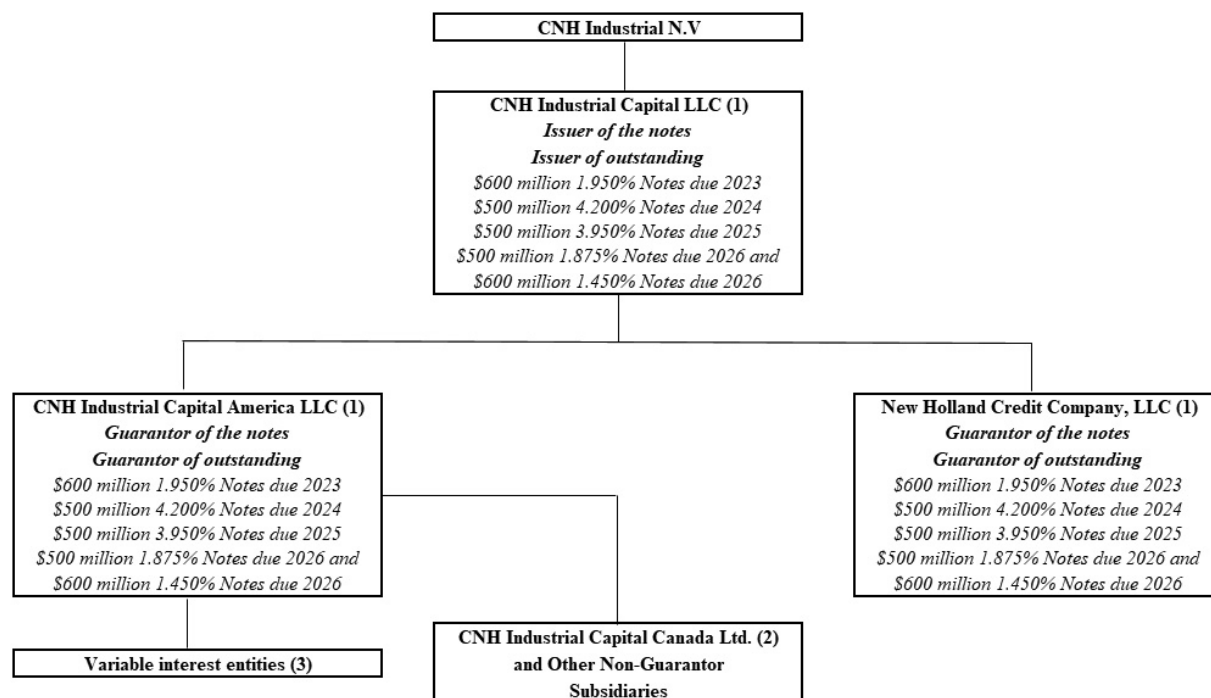 CNH Industrial N.V
CNH Industrial Capital LLC (1)
Issuer of the notes
Issuer of outstanding
$600 million 1.950% Notes due 2023
$500 million 4.200% Notes due 2024
$500 million 3.950% Notes due 2025
$500 million 1.875% Notes due 2026 and
$600 million 1.450% Notes due 2026
CNH Industrial Capital America LLC (1)
Guarantor of the notes
Guarantor of outstanding
$600 million 1.950% Notes due 2023
$500 million 4.200% Notes due 2024
$500 million 3.950% Notes due 2025
$500 million 1.875% Notes due 2026 and
$600 million 1.450% Notes due 2026
New Holland Credit Company, LLC (1)
Guarantor of the notes
Guarantor of outstanding
$600 million 1.950% Notes due 2023
$500 million 4.200% Notes due 2024
$500 million 3.950% Notes due 2025
$500 million 1.875% Notes due 2026 and
$600 million 1.450% Notes due 2026
Variable interest entities (3)
CNH Industrial Capital Canada Ltd. (2)
and Other Non-Guarantor
Subsidiaries